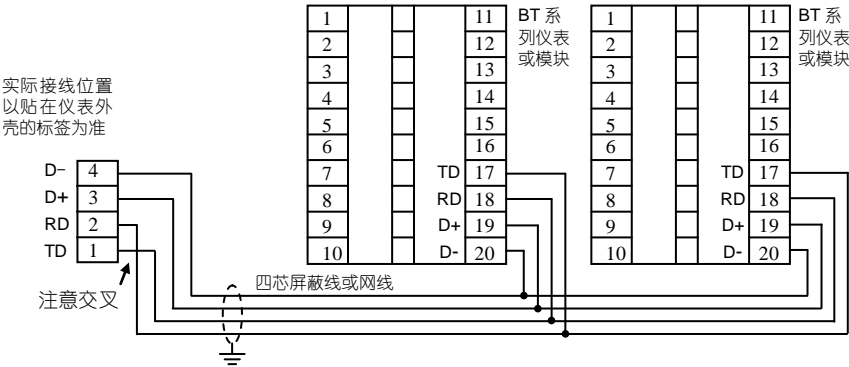 1
2
3
4
5
6
7
8
9
10
11
12
13
14
15
16
TD 17
RD 18
D+ 19
D- 20
BT 系
列仪表
或模块
1
2
3
4
5
6
7
8
9
10
11
12
13
14
15
16
TD 17
RD 18
D+ 19
D- 20
BT 系
列仪表
或模块
实际接线位置
以贴在仪表外
壳的标签为准
D− 4
D+ 3
RD 2
TD 1
注意交叉
四芯屏蔽线或网线